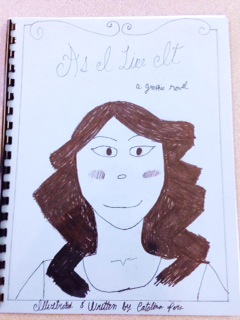 As I Live It
a graphic novel
Illustrated & Written by Catalina